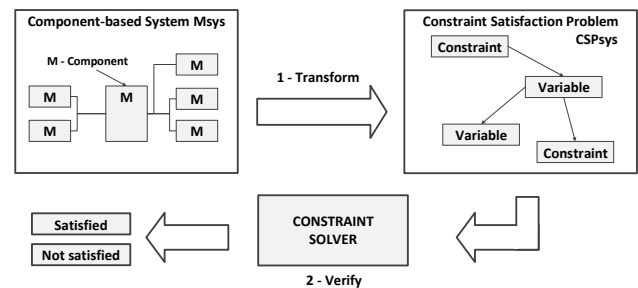 Component-based System Msys
M - Component
M
M
M
M
M
M
1 - Transform
Constraint Satisfaction Problem
CSPsys
Constraint
Variable
Variable
Constraint
Satisfied
Not satisfied
CONSTRAINT
SOLVER
2 - Verify